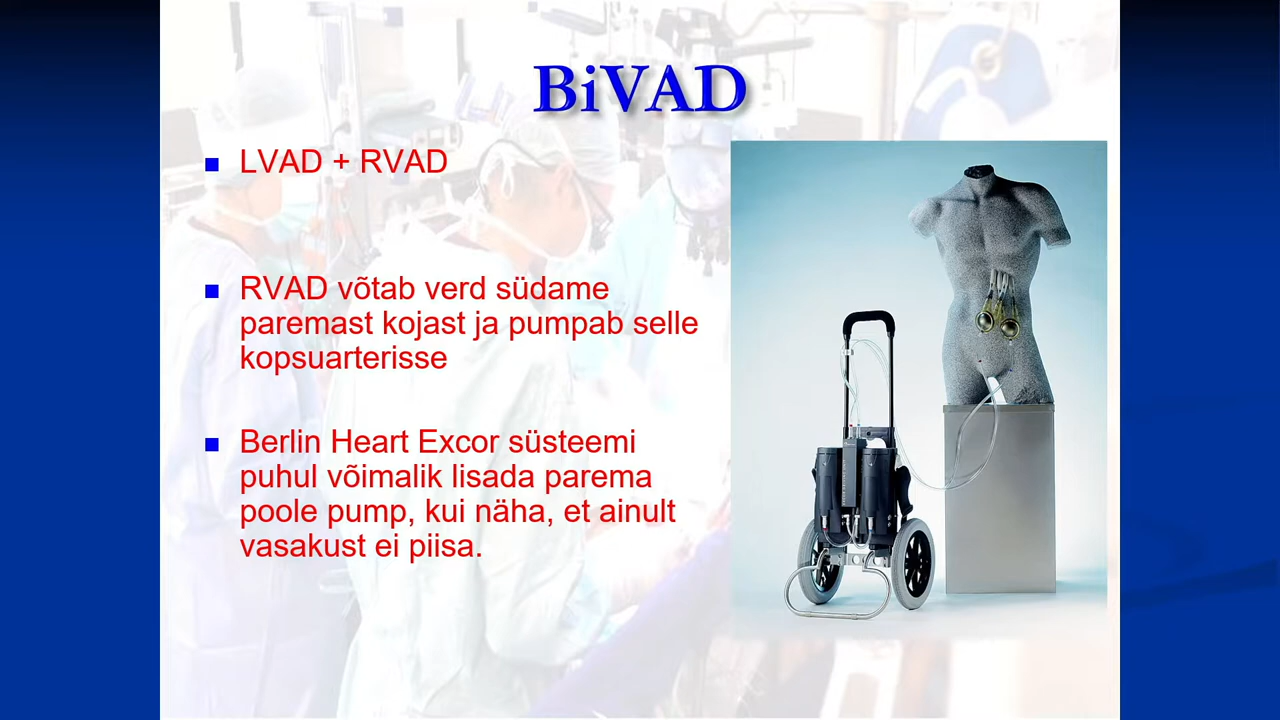 BiVAD
LVAD + RVAD
RVAD võtab verd südame
paremast kojast ja pumpab selle
kopsuarterisse
Berlin Heart Excor süsteemi
puhul võimalik lisada parema
poole pump, kui näha, et ainult
vasakust ei piisa.